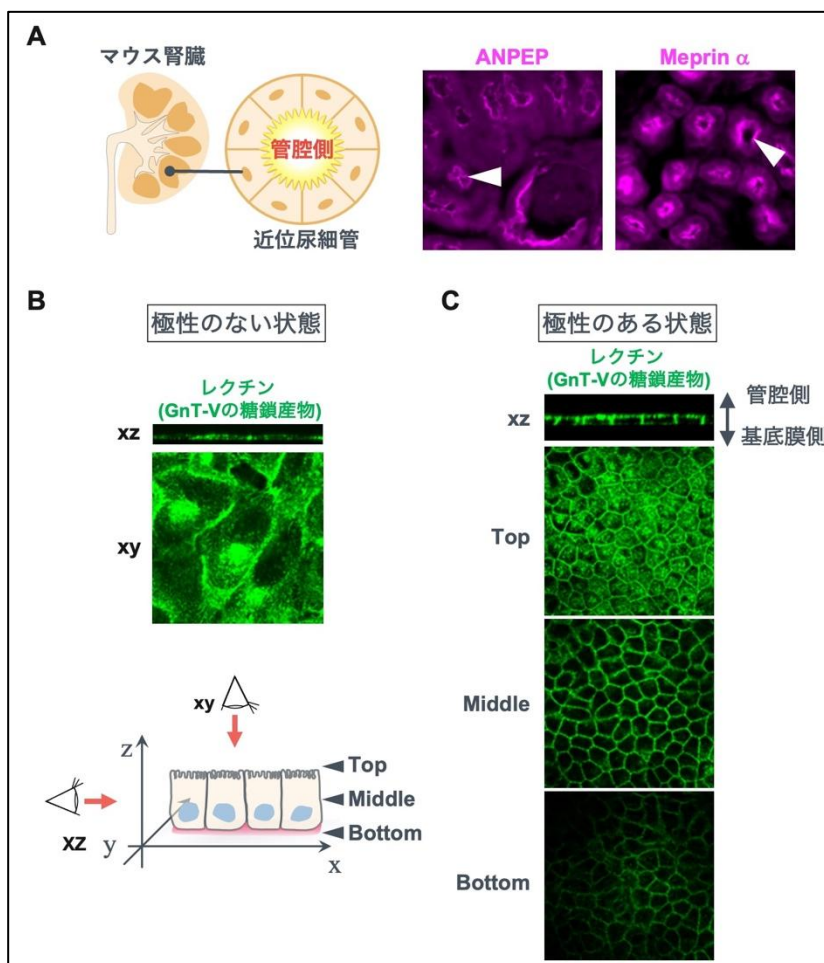 A
マウス腎臓
管腔側
近位尿細管
ANPEP
Meprin α
B
極性のない状態
レクチン
(GnT-Vの糖鎖産物)
xz
xy
xy
z
Top
Middle
Bottom
xz
y
x
C
極性のある状態
レクチン
(GnT-Vの糖鎖産物)
管腔側
xz
基底膜側
Top
Middle
Bottom